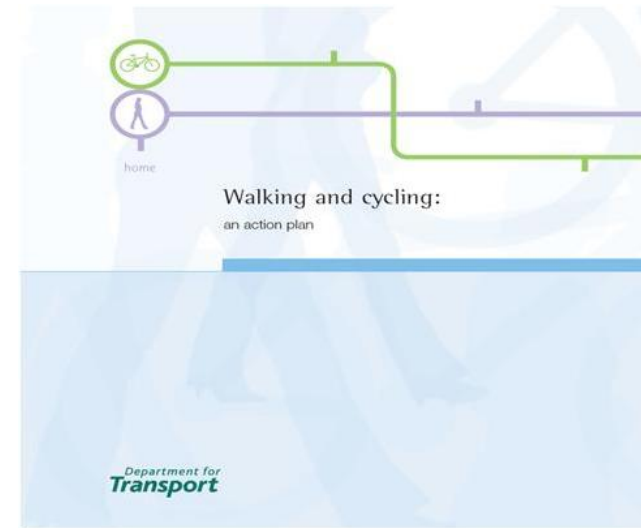 home
Walking and cycling:
an action plan
Department for
Transport